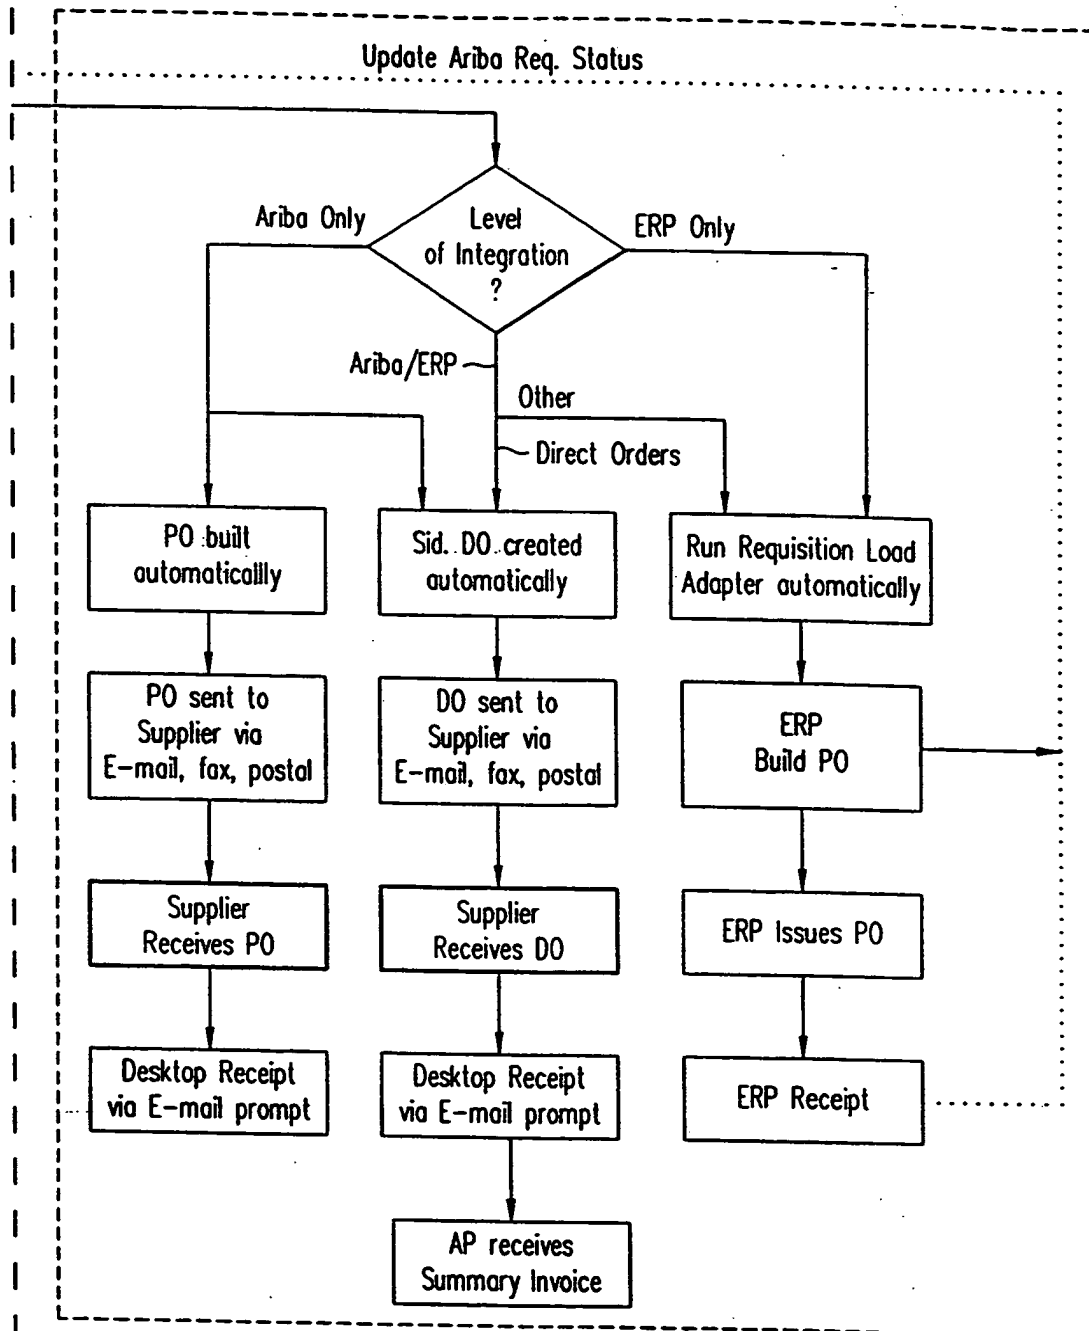 Update Ariba Req. Status
Ariba Only
Level
of Integration
?
ERP Only
Ariba/ERP
Other
Direct Orders
PO built
automaticallly
Sid. DO created
automatically
Run Requisition Load
Adapter automatically
PO sent to
Supplier via
E-mail, fax, postal
DO sent to
Supplier via
E-mail, fax, postal
ERP
Build PO
Supplier
Receives PO
Supplier
Receives DO
ERP Issues PO
Desktop Receipt
via E-mail prompt
Desktop Receipt
via E-mail prompt
ERP Receipt
AP receives
Summary Invoice